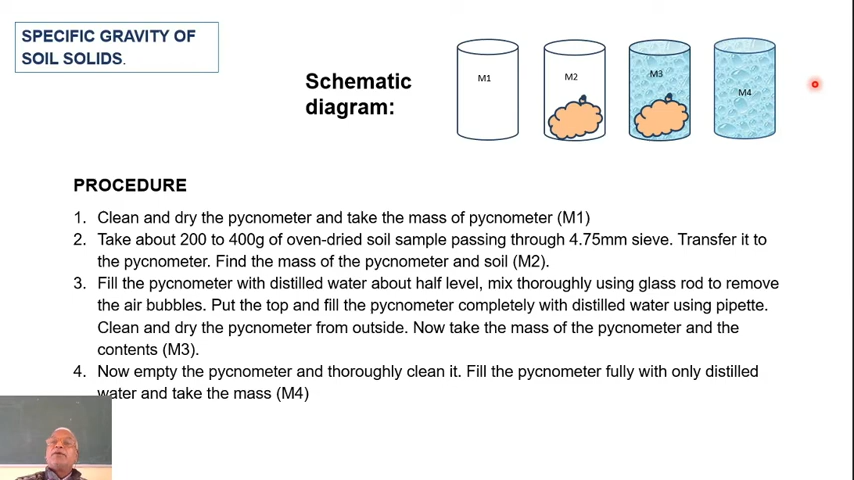 SPECIFIC GRAVITY OF
SOIL SOLIDS.
Schematic
diagram:
M1
M2
M3
M4
PROCEDURE
1. Clean and dry the pycnometer and take the mass of pycnometer (M1)
2. Take about 200 to 400g of oven-dried soil sample passing through 4.75mm sieve. Transfer it to
the pycnometer. Find the mass of the pycnometer and soil (M2).
3. Fill the pycnometer with distilled water about half level, mix thoroughly using glass rod to remove
the air bubbles. Put the top and fill the pycnometer completely with distilled water using pipette.
Clean and dry the pycnometer from outside. Now take the mass of the pycnometer and the
contents (M3).
4. Now empty the pycnometer and thoroughly clean it. Fill the pycnometer fully with only distilled
water and take the mass (M4)